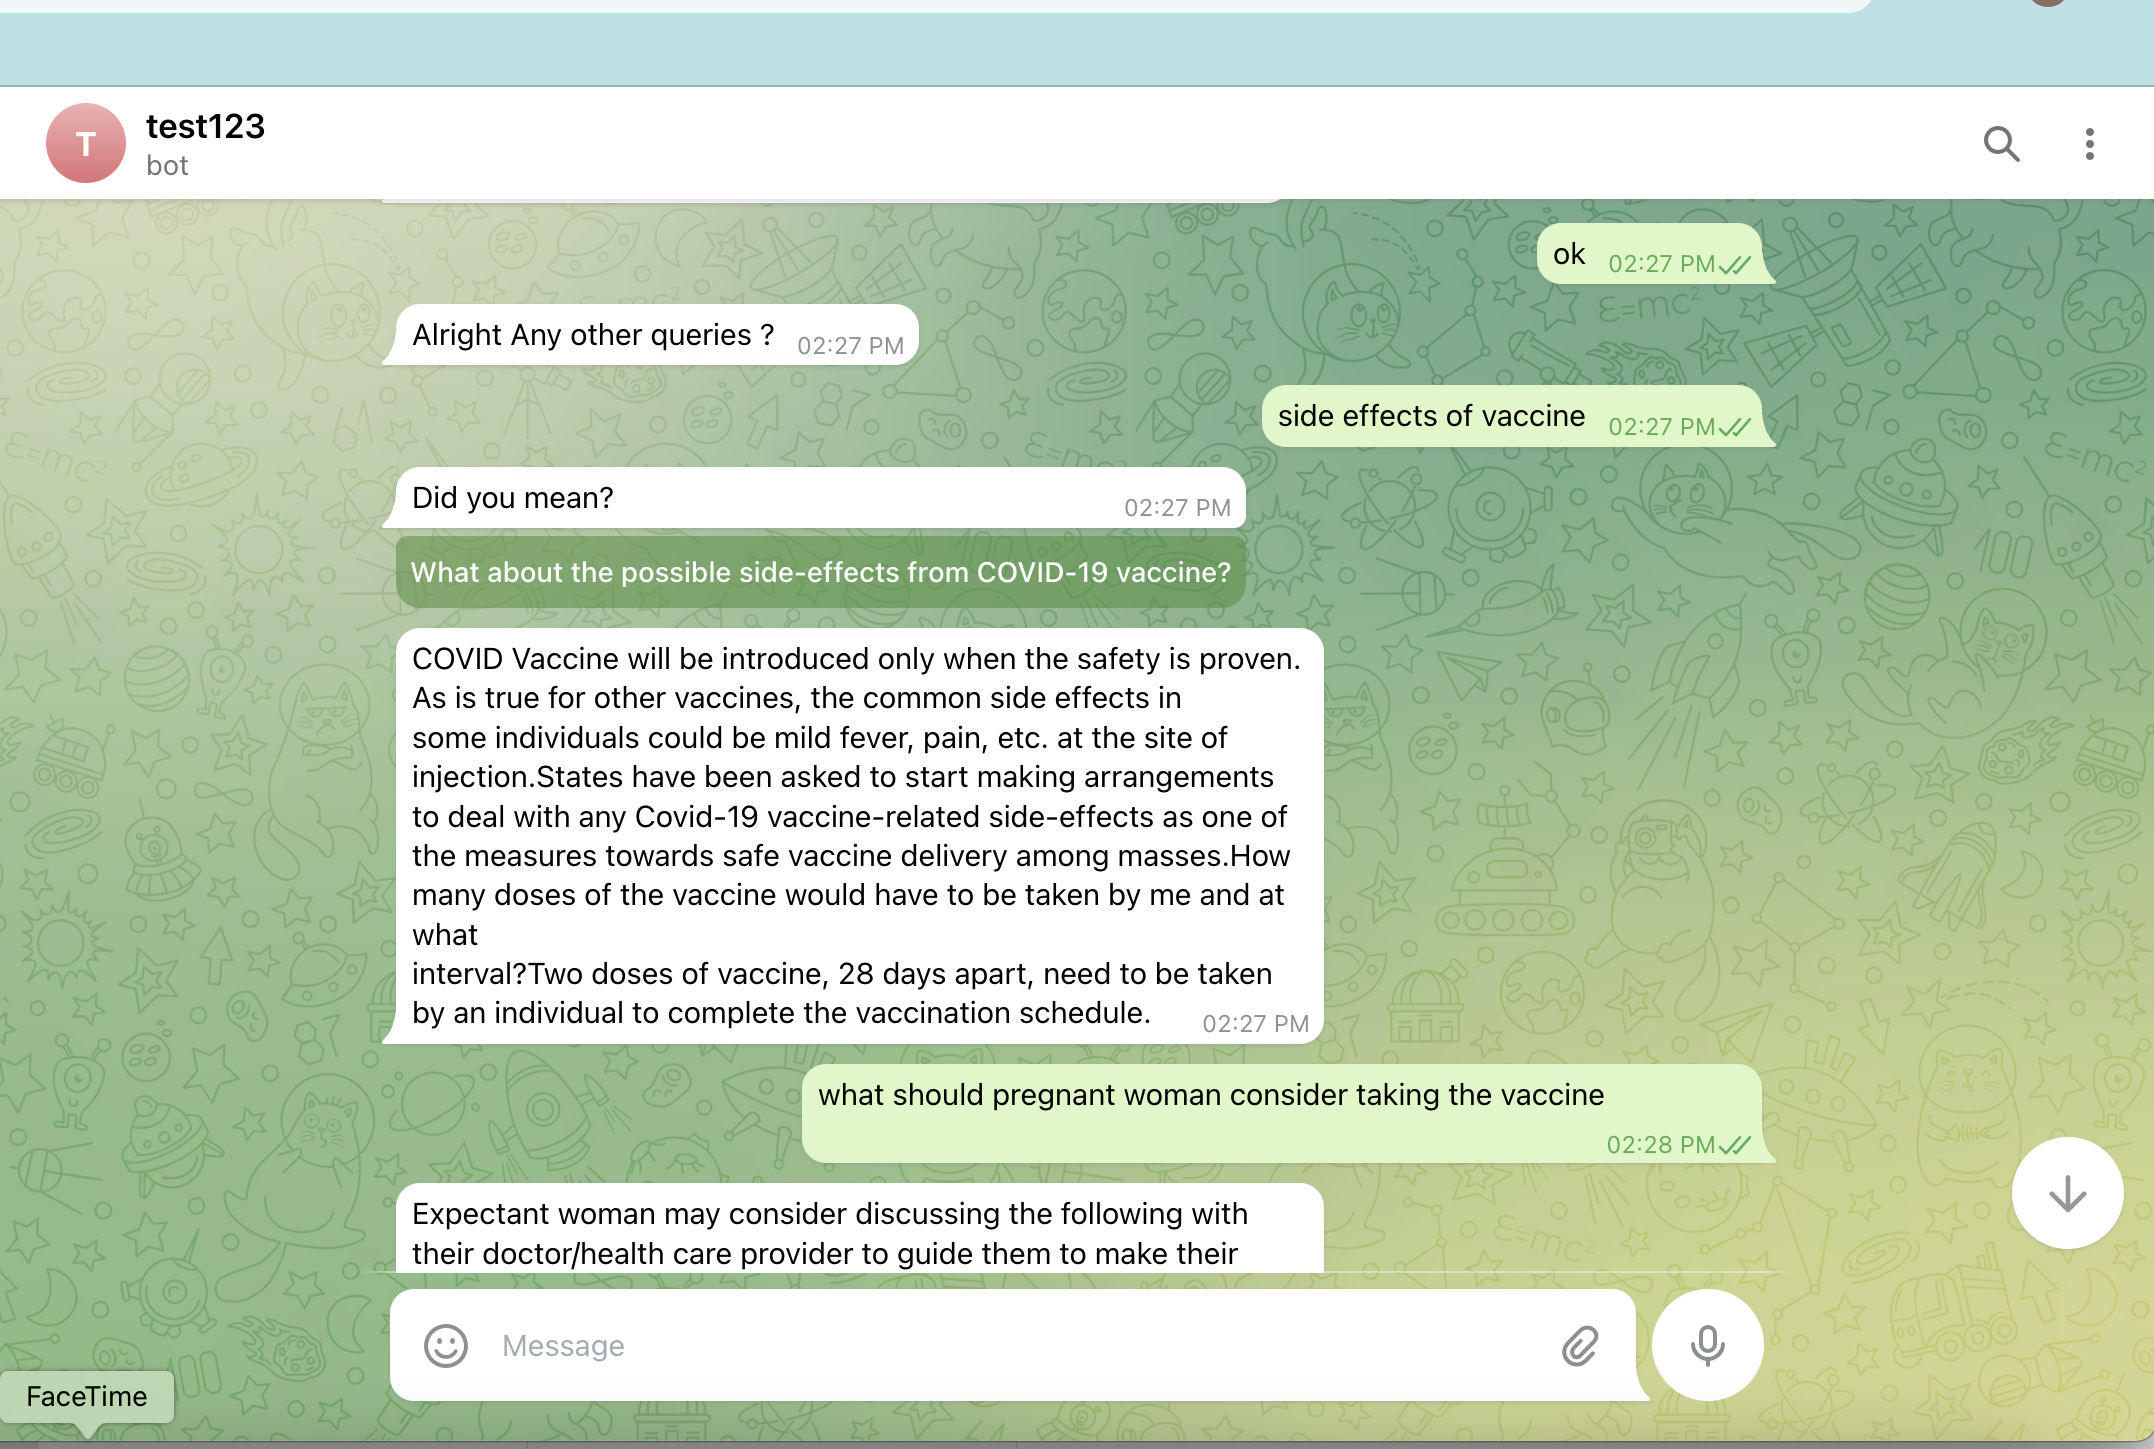 test123
bot
ok 02:27 PM
Alright Any other queries ? 02:27 PM
side effects of vaccine 02:27 PM
Did you mean? 02:27 PM
What about the possible side-effects from COVID-19 vaccine?
COVID Vaccine will be introduced only when the safety is proven.
As is true for other vaccines, the common side effects in
some individuals could be mild fever, pain, etc. at the site of
injection.States have been asked to start making arrangements
to deal with any Covid-19 vaccine-related side-effects as one of
the measures towards safe vaccine delivery among masses.How
many doses of the vaccine would have to be taken by me and at
what
interval?Two doses of vaccine, 28 days apart, need to be taken
by an individual to complete the vaccination schedule. 02:27 PM
what should pregnant woman consider taking the vaccine
02:28 PM
Expectant woman may consider discussing the following with
their doctor/health care provider to guide them to make their
Message
FaceTime